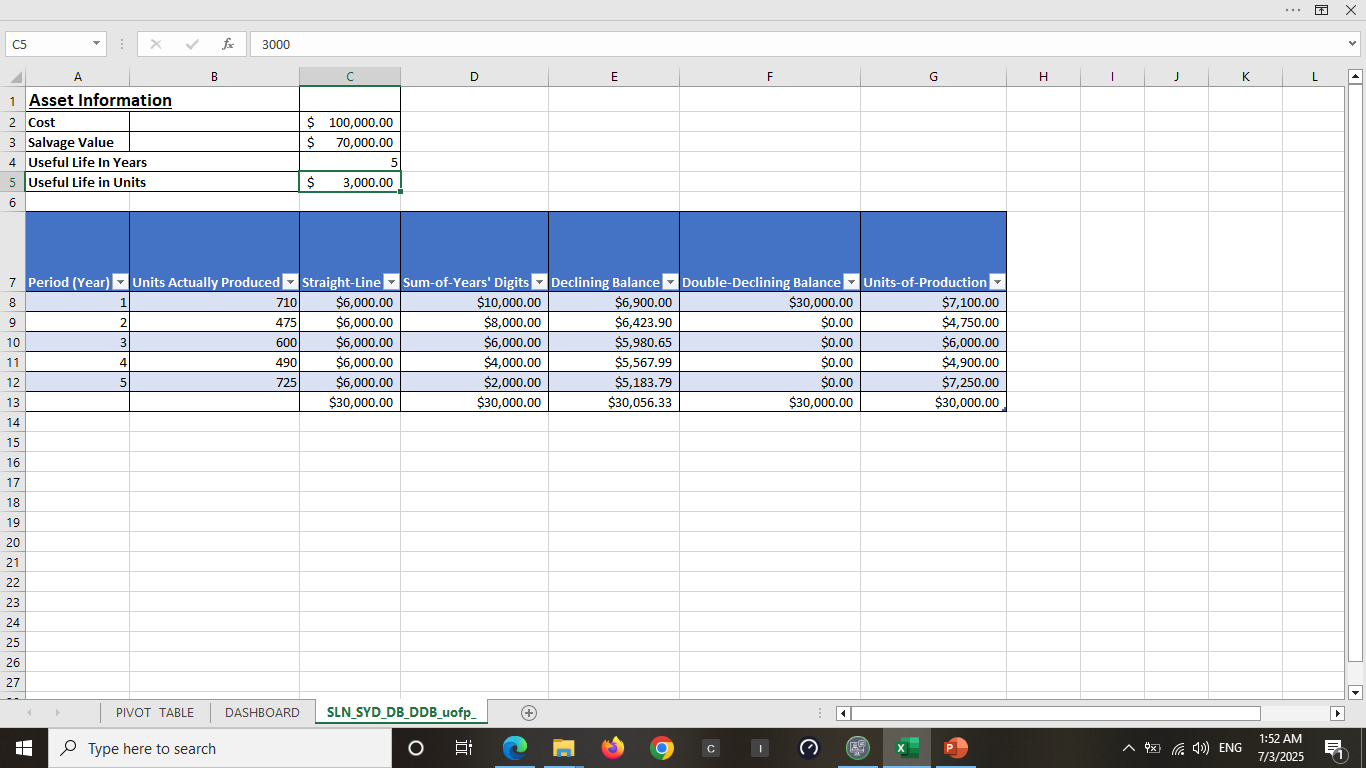 C5 fx 3000
A B C D E F G H I J K L
1 Asset Information
2 Cost $ 100,000.00
3 Salvage Value $ 70,000.00
4 Useful Life In Years 5
5 Useful Life in Units $ 3,000.00
6
7 Period (Year) Units Actually Produced Straight-Line Sum-of-Years' Digits Declining Balance Double-Declining Balance Units-of-Production
8 1 710 $6,000.00 $10,000.00 $6,900.00 $30,000.00 $7,100.00
9 2 475 $6,000.00 $8,000.00 $6,423.90 $0.00 $4,750.00
10 3 600 $6,000.00 $6,000.00 $5,980.65 $0.00 $6,000.00
11 4 490 $6,000.00 $4,000.00 $5,567.99 $0.00 $4,900.00
12 5 725 $6,000.00 $2,000.00 $5,183.79 $0.00 $7,250.00
13 $30,000.00 $30,000.00 $30,056.33 $30,000.00 $30,000.00
14
15
16
17
18
19
20
21
22
23
24
25
26
27
PIVOT TABLE DASHBOARD SLN_SYD_DB_DDB_uofp_
Type here to search C I X P ENG 1:52 AM
7/3/2025 1